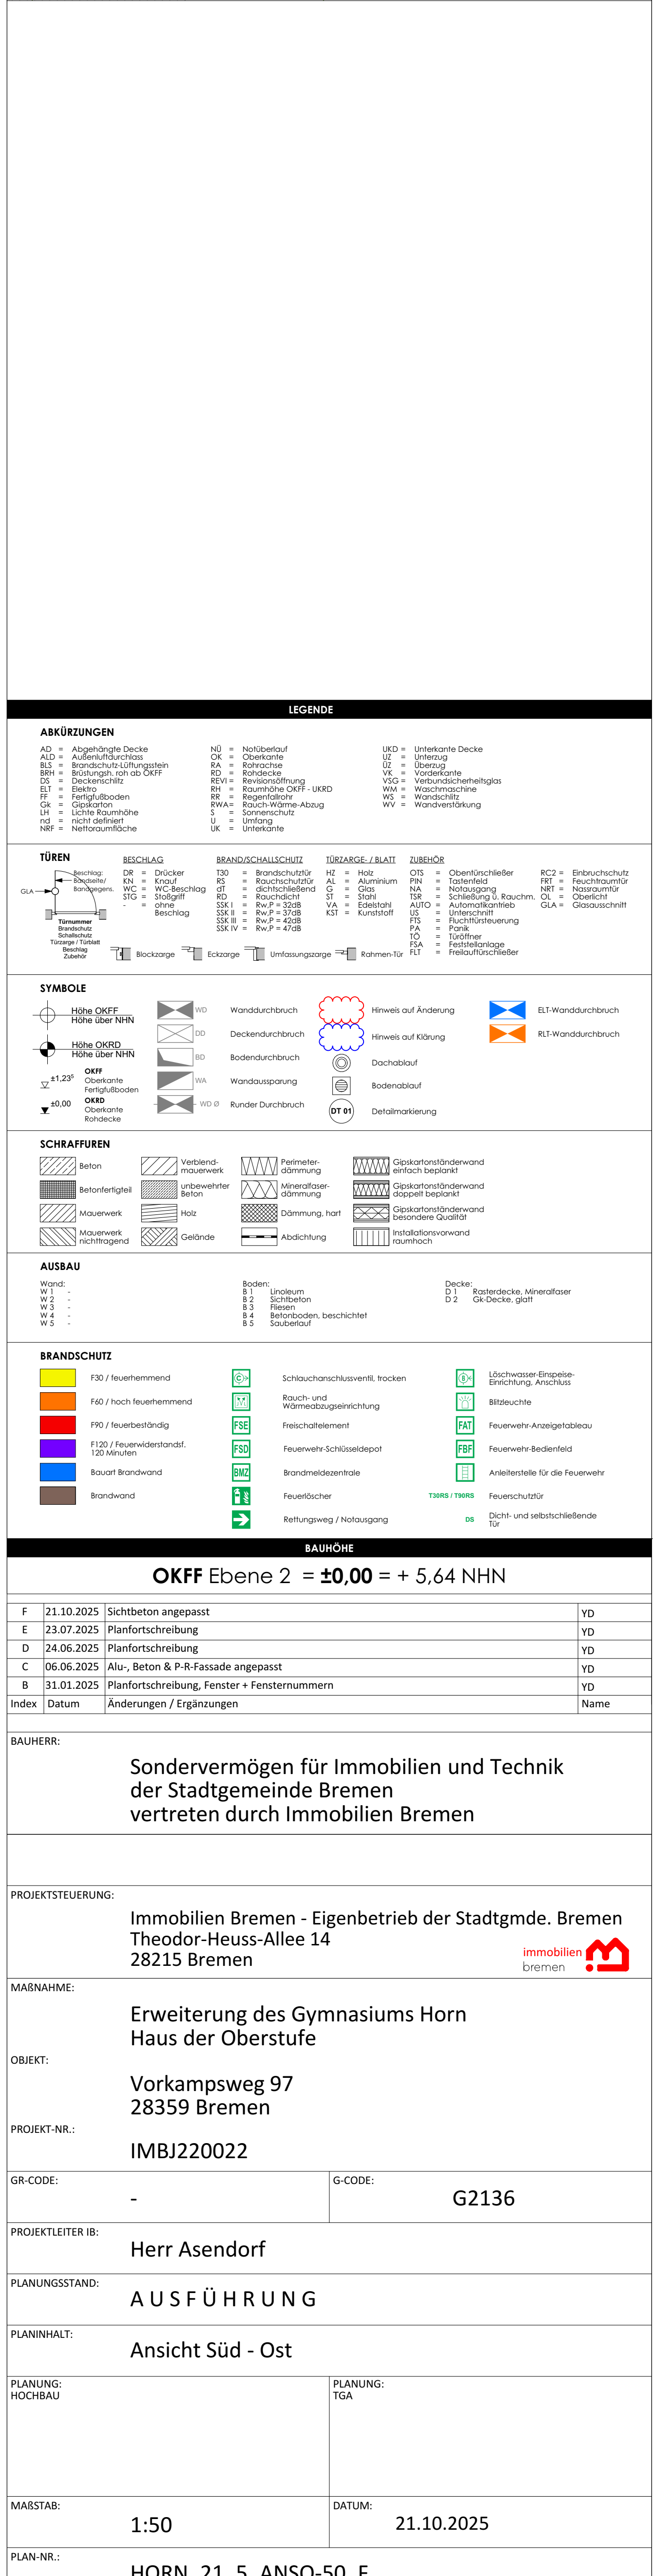 LEGENDE
ABKÜRZUNGEN
AD = Abgehängte Decke
ALD = Außenluftdurchlass
BLS = Brandschutz-Lüftungsstein
BRH = Brüstungsh. roh ab OKFF
DS = Deckenschlitz
ELT = Elektro
FF = Fertigfußboden
Gk = Gipskarton
LH = Lichte Raumhöhe
nd = nicht definiert
NRF = Nettoraumfläche
NÜ = Notüberlauf
OK = Oberkante
RA = Rohrachse
RD = Rohdecke
REVI = Revisionsöffnung
RH = Raumhöhe OKFF - UKRD
RR = Regenfallrohr
RWA= Rauch-Wärme-Abzug
S = Sonnenschutz
U = Umfang
UK = Unterkante
UKD = Unterkante Decke
UZ = Unterzug
ÜZ = Überzug
VK = Vorderkante
VSG = Verbundsicherheitsglas
WM = Waschmaschine
WS = Wandschlitz
WV = Wandverstärkung
TÜREN
Beschlag:
Bandseite/
Bandgegens.
GLA
Türnummer
Brandschutz
Schallschutz
Türzarge / Türblatt
Beschlag
Zubehör
BESCHLAG
DR = Drücker
KN = Knauf
WC = WC-Beschlag
STG = Stoßgriff
- = ohne
Beschlag
BRAND/SCHALLSCHUTZ
T30 = Brandschutztür
RS = Rauchschutztür
dT = dichtschließend
RD = Rauchdicht
SSK I = Rw,P = 32dB
SSK II = Rw,P = 37dB
SSK III = Rw,P = 42dB
SSK IV = Rw,P = 47dB
TÜRZARGE- / BLATT
HZ = Holz
AL = Aluminium
G = Glas
ST = Stahl
VA = Edelstahl
KST = Kunststoff
ZUBEHÖR
OTS = Obentürschließer
PIN = Tastenfeld
NA = Notausgang
TSR = Schließung ü. Rauchm.
AUTO = Automatikantrieb
US = Unterschnitt
FTS = Fluchttürsteuerung
PA = Panik
TÖ = Türöffner
FSA = Feststellanlage
FLT = Freilauftürschließer
RC2 = Einbruchschutz
FRT = Feuchtraumtür
NRT = Nassraumtür
OL = Oberlicht
GLA = Glasausschnitt
Blockzarge
Eckzarge
Umfassungszarge
Rahmen-Tür
SYMBOLE
Höhe OKFF
Höhe über NHN
Höhe OKRD
Höhe über NHN
±1,23⁵
OKFF
Oberkante
Fertigfußboden
±0,00
OKRD
Oberkante
Rohdecke
WD Wanddurchbruch
DD Deckendurchbruch
BD Bodendurchbruch
WA Wandaussparung
WD Ø Runder Durchbruch
Hinweis auf Änderung
Hinweis auf Klärung
Dachablauf
Bodenablauf
DT 01 Detailmarkierung
ELT-Wanddurchbruch
RLT-Wanddurchbruch
SCHRAFFUREN
Beton
Betonfertigteil
Mauerwerk
Mauerwerk
nichttragend
Verblend-
mauerwerk
unbewehrter
Beton
Holz
Gelände
Perimeter-
dämmung
Mineralfaser-
dämmung
Dämmung, hart
Abdichtung
Gipskartonständerwand
einfach beplankt
Gipskartonständerwand
doppelt beplankt
Gipskartonständerwand
besondere Qualität
Installationsvorwand
raumhoch
AUSBAU
Wand:
W 1 -
W 2 -
W 3 -
W 4 -
W 5 -
Boden:
B 1 Linoleum
B 2 Sichtbeton
B 3 Fliesen
B 4 Betonboden, beschichtet
B 5 Sauberlauf
Decke:
D 1 Rasterdecke, Mineralfaser
D 2 Gk-Decke, glatt
BRANDSCHUTZ
F30 / feuerhemmend
F60 / hoch feuerhemmend
F90 / feuerbeständig
F120 / Feuerwiderstandsf.
120 Minuten
Bauart Brandwand
Brandwand
Schlauchanschlussventil, trocken
Rauch- und
Wärmeabzugseinrichtung
FSE Freischaltelement
FSD Feuerwehr-Schlüsseldepot
BMZ Brandmeldezentrale
Feuerlöscher
Rettungsweg / Notausgang
Löschwasser-Einspeise-
Einrichtung, Anschluss
Blitzleuchte
FAT Feuerwehr-Anzeigetableau
FBF Feuerwehr-Bedienfeld
Anleiterstelle für die Feuerwehr
T30RS / T90RS Feuerschutztür
DS Dicht- und selbstschließende
Tür
BAUHÖHE
OKFF Ebene 2 = ±0,00 = + 5,64 NHN
F 21.10.2025 Sichtbeton angepasst YD
E 23.07.2025 Planfortschreibung YD
D 24.06.2025 Planfortschreibung YD
C 06.06.2025 Alu-, Beton & P-R-Fassade angepasst YD
B 31.01.2025 Planfortschreibung, Fenster + Fensternummern YD
Index Datum Änderungen / Ergänzungen Name
BAUHERR:
Sondervermögen für Immobilien und Technik
der Stadtgemeinde Bremen
vertreten durch Immobilien Bremen
PROJEKTSTEUERUNG:
Immobilien Bremen - Eigenbetrieb der Stadtgmde. Bremen
Theodor-Heuss-Allee 14
28215 Bremen
immobilien
bremen
MAßNAHME:
Erweiterung des Gymnasiums Horn
Haus der Oberstufe
OBJEKT:
Vorkampsweg 97
28359 Bremen
PROJEKT-NR.:
IMBJ220022
GR-CODE:
-
G-CODE:
G2136
PROJEKTLEITER IB:
Herr Asendorf
PLANUNGSSTAND:
A U S F Ü H R U N G
PLANINHALT:
Ansicht Süd - Ost
PLANUNG:
HOCHBAU
PLANUNG:
TGA
MAßSTAB:
1:50
DATUM:
21.10.2025
PLAN-NR.:
HORN_21_5_ANSO-50_F